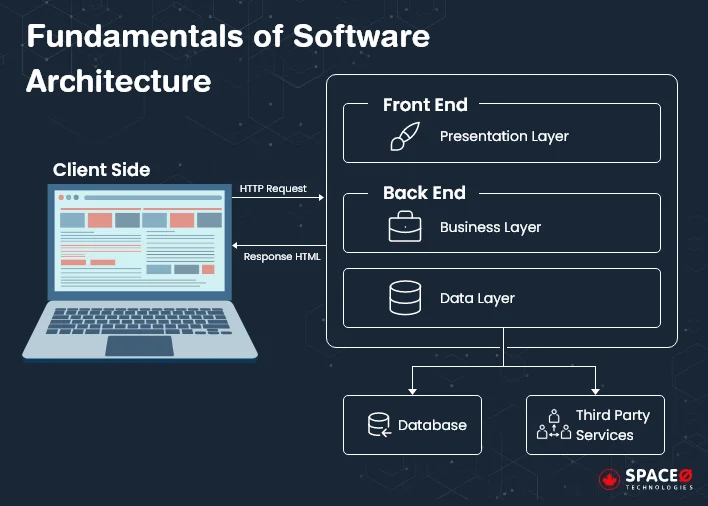 Fundamentals of Software
Architecture
Client Side
HTTP Request
Response HTML
Front End
Presentation Layer
Back End
Business Layer
Data Layer
Database
Third Party
Services
SPACEØ
TECHNOLOGIES